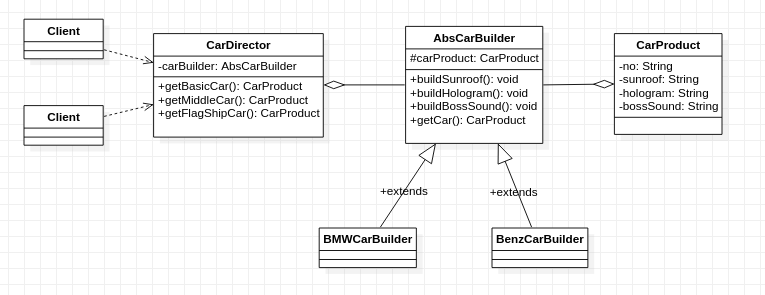 Client
Client
CarDirector
-carBuilder: AbsCarBuilder
+getBasicCar(): CarProduct
+getMiddleCar(): CarProduct
+getFlagShipCar(): CarProduct
AbsCarBuilder
#carProduct: CarProduct
+buildSunroof(): void
+buildHologram(): void
+buildBossSound(): void
+getCar(): CarProduct
CarProduct
-no: String
-sunroof: String
-hologram: String
-bossSound: String
+extends
+extends
BMWCarBuilder
BenzCarBuilder